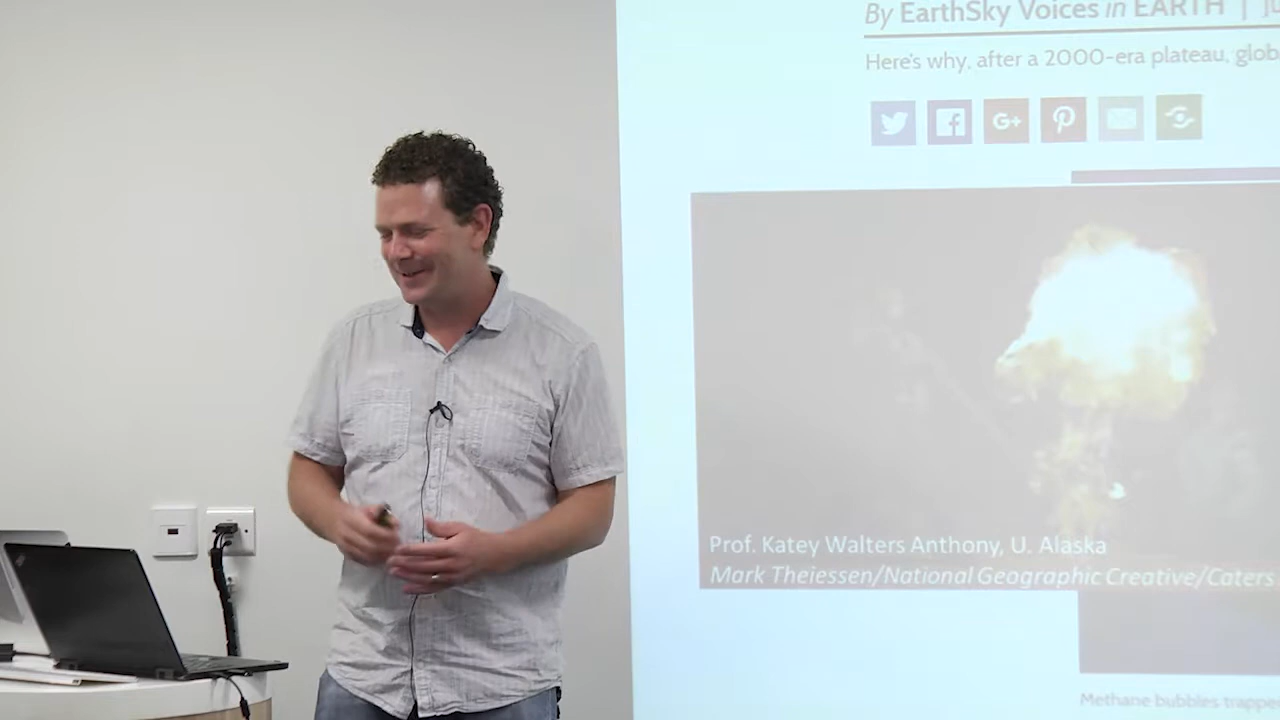 By EarthSky Voices in EARTH |
Here's why, after a 2000-era plateau,
G+
Prof. Katey Walters Anthony, U. Alaska
Mark Theiessen/National Geographic Creative/Caters
Methane bubbles